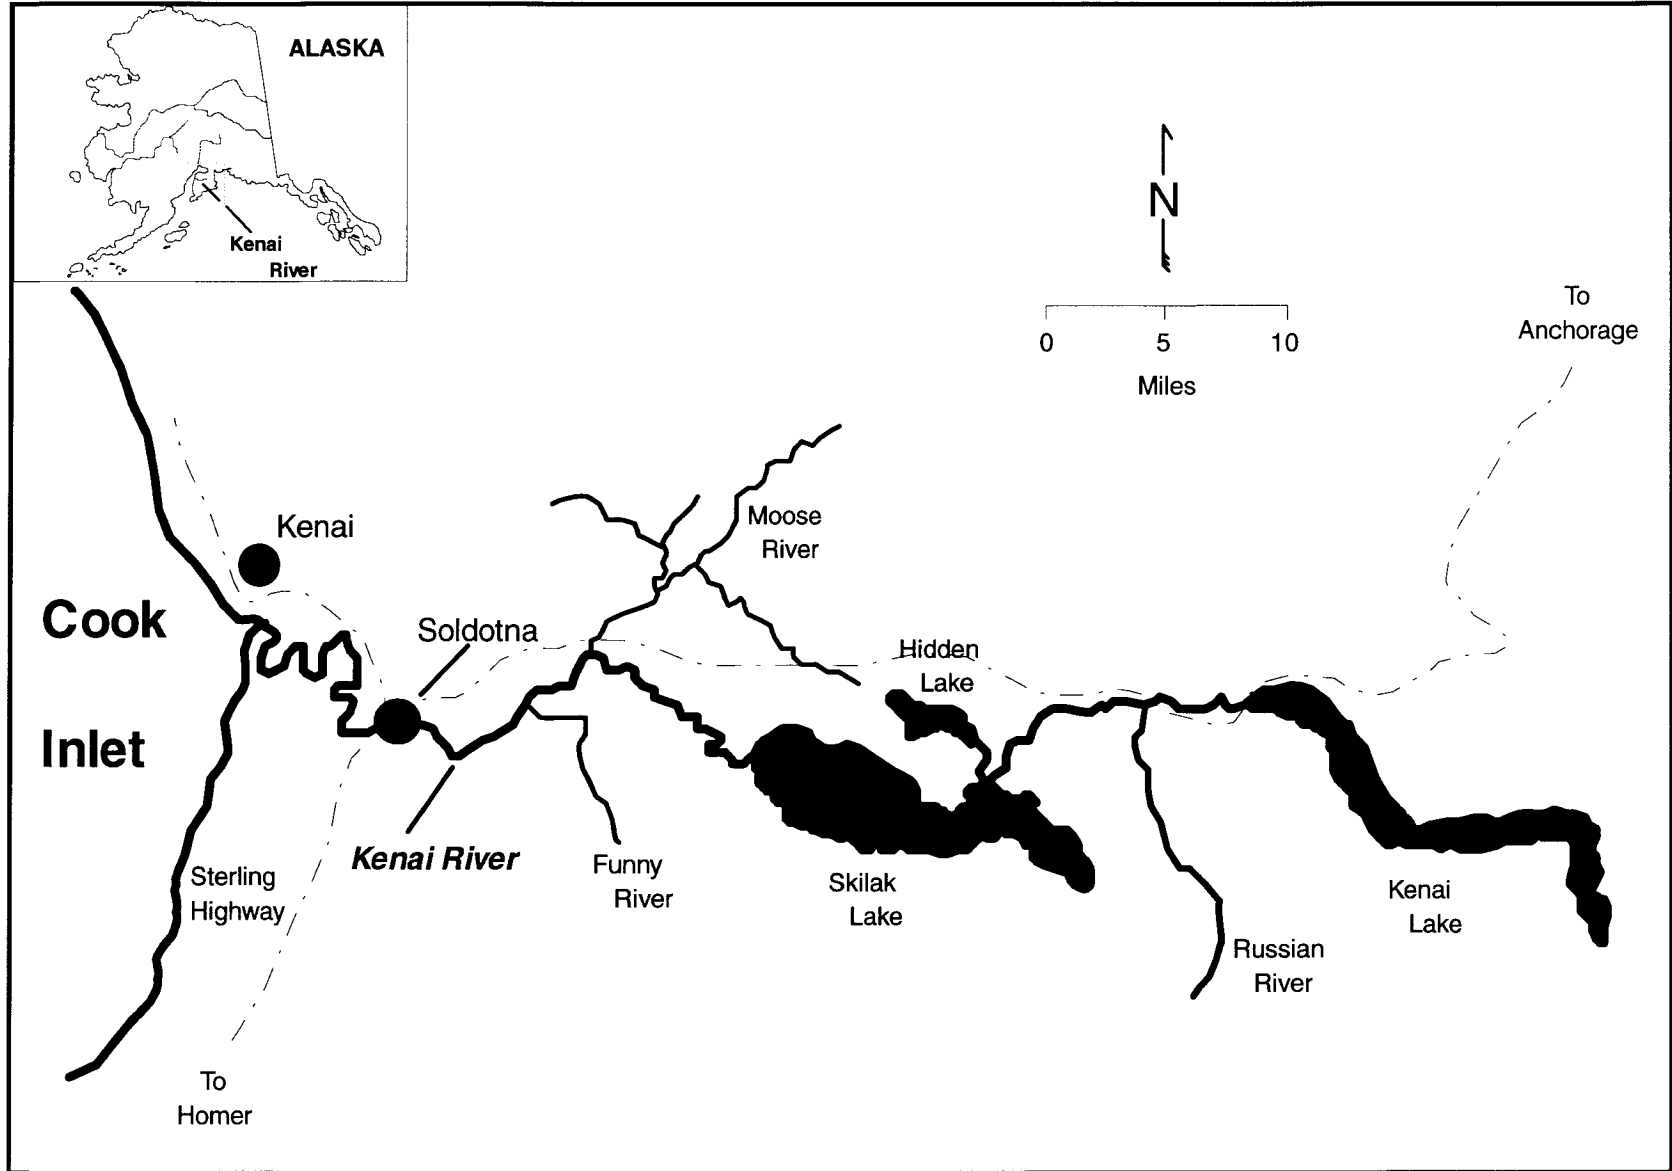 ALASKA
Kenai
River
N
0 5 10
Miles
To
Anchorage
Moose
River
Kenai
Cook
Inlet
Soldotna
Hidden
Lake
Kenai River
Funny
River
Skilak
Lake
Sterling
Highway
Kenai
Lake
Russian
River
To
Homer